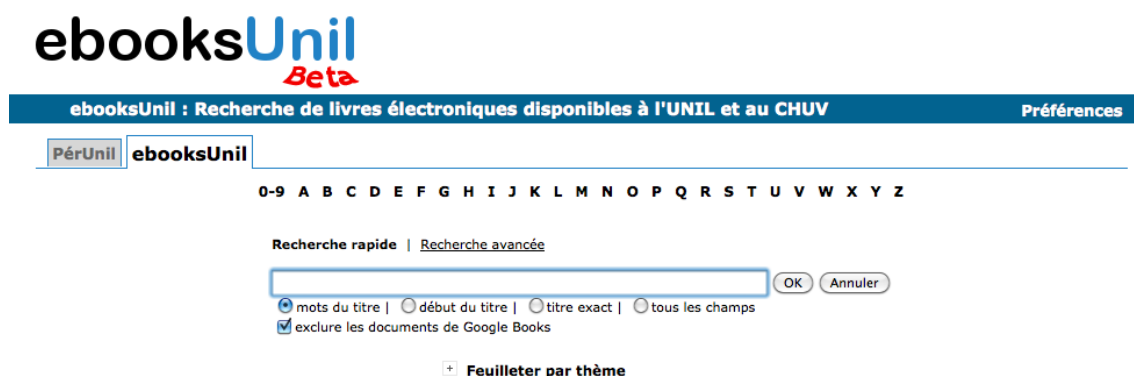 ebooksUnil
Beta
ebooksUnil : Recherche de livres électroniques disponibles à l'UNIL et au CHUV Préférences
PérUnil ebooksUnil
0-9 A B C D E F G H I J K L M N O P Q R S T U V W X Y Z
Recherche rapide | Recherche avancée
OK Annuler
mots du titre | début du titre | titre exact | tous les champs
exclure les documents de Google Books
+ Feuilleter par thème